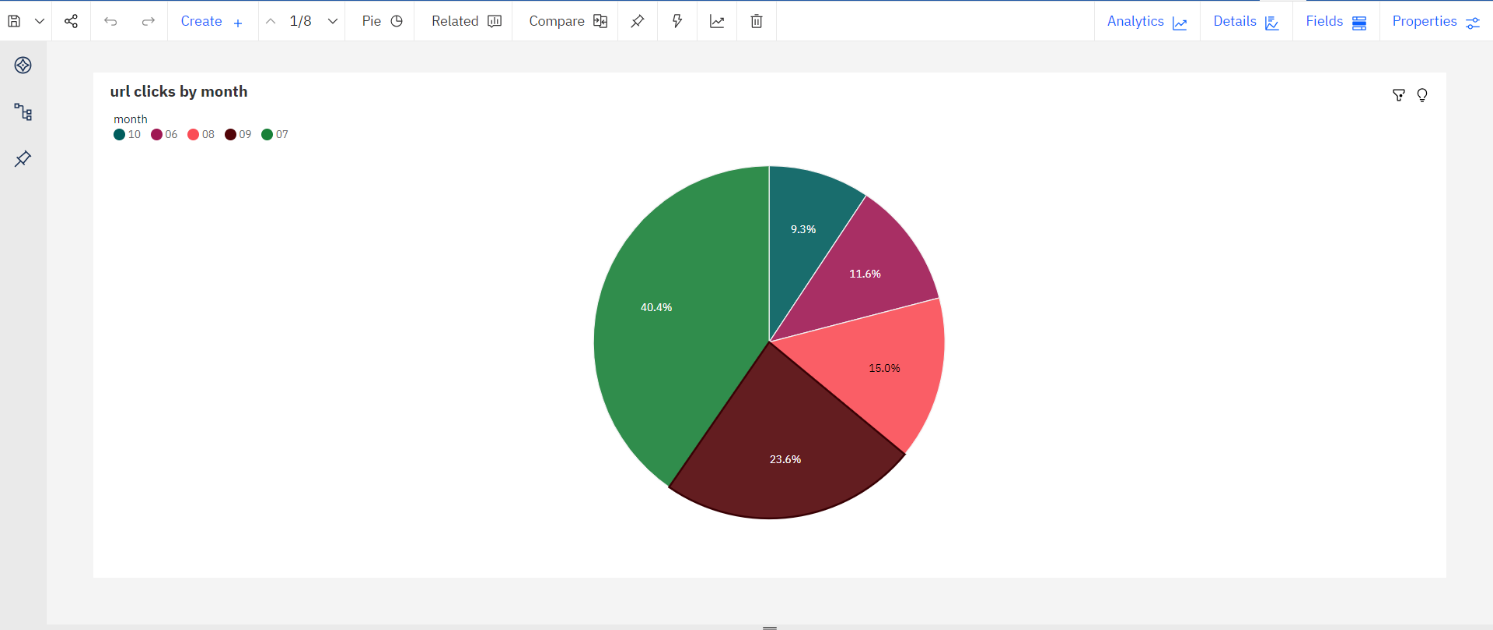 Create 1/8 Pie Related Compare Analytics Details Fields Properties
url clicks by month
month
10 06 08 09 07
9.3%
11.6%
40.4%
15.0%
23.6%